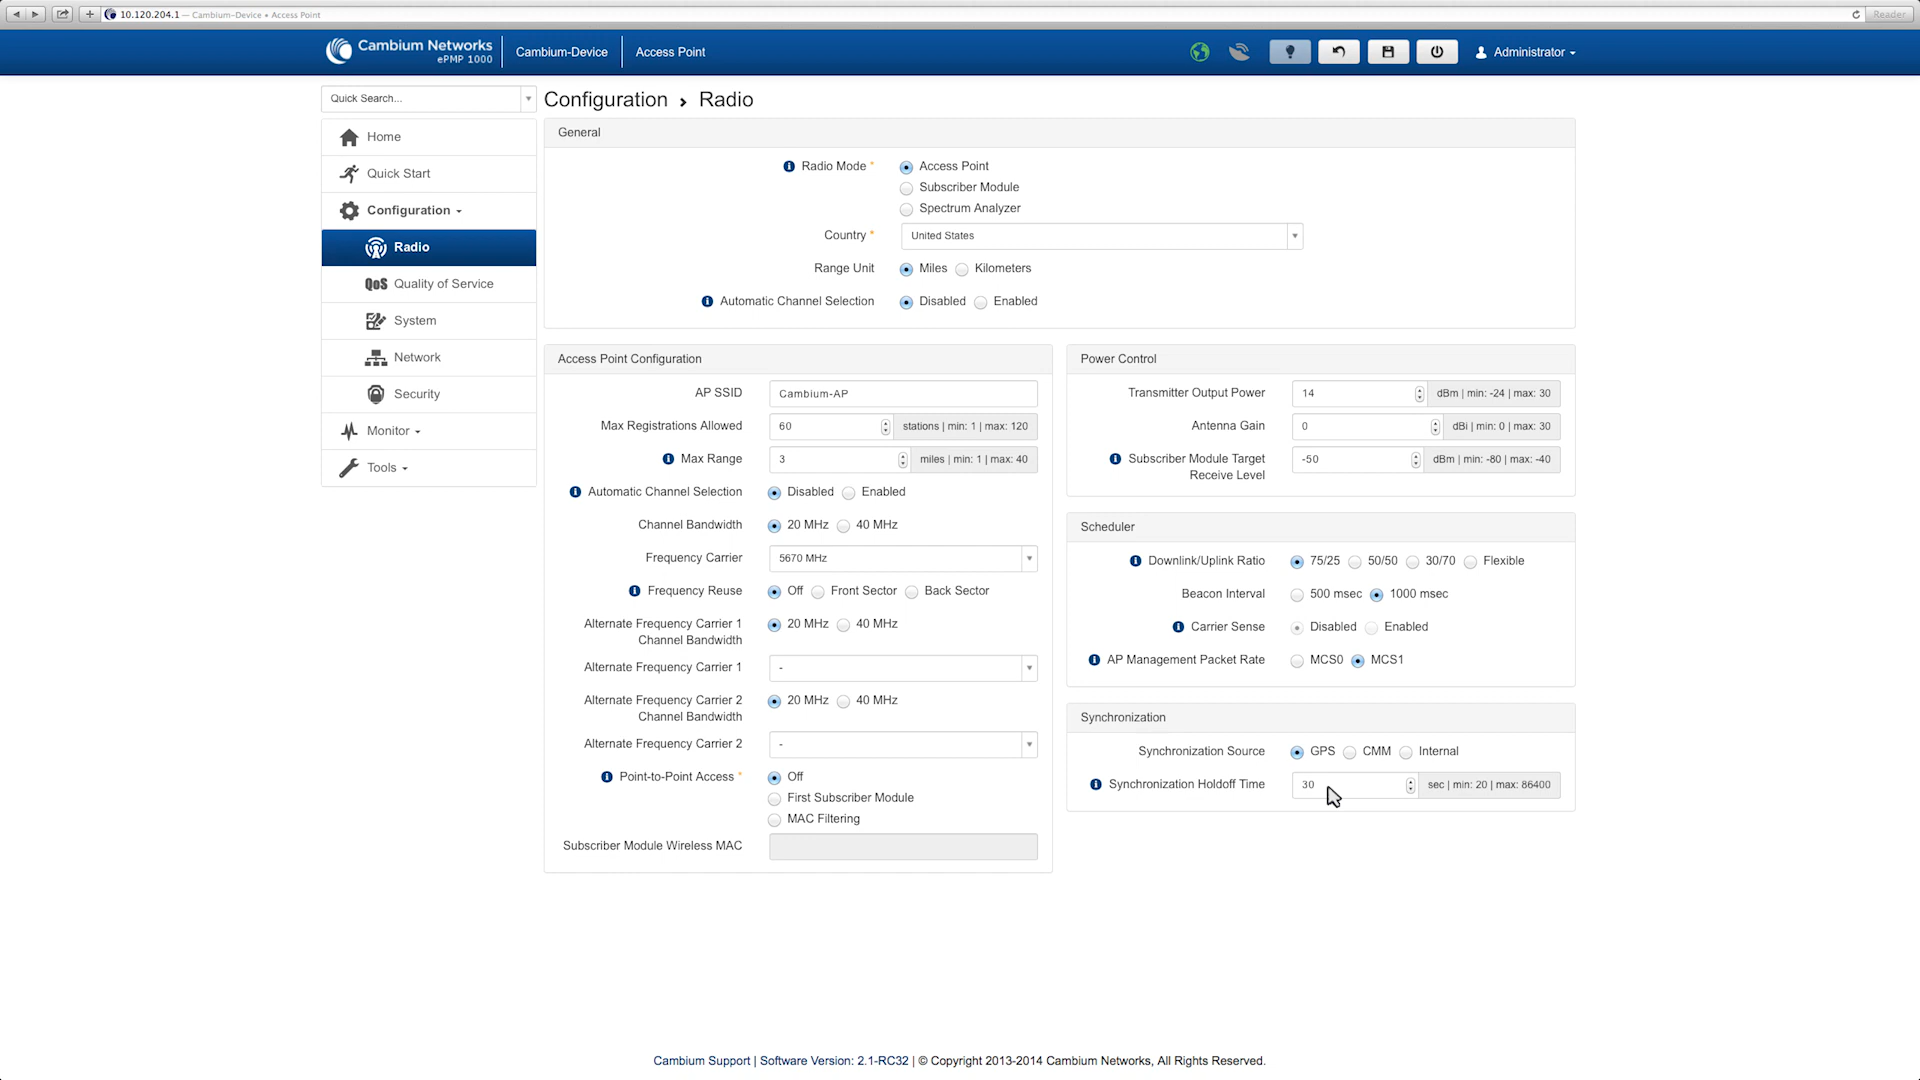 10.120.204.1 — Cambium-Device • Access Point
Reader
Cambium Networks
ePMP 1000
Cambium-Device
Access Point
Administrator
Quick Search...
Home
Quick Start
Configuration
Radio
QoS Quality of Service
System
Network
Security
Monitor
Tools
Configuration › Radio
General
Radio Mode *
Access Point
Subscriber Module
Spectrum Analyzer
Country *
United States
Range Unit
Miles
Kilometers
Automatic Channel Selection
Disabled
Enabled
Access Point Configuration
AP SSID
Cambium-AP
Max Registrations Allowed
60
stations | min: 1 | max: 120
Max Range
3
miles | min: 1 | max: 40
Automatic Channel Selection
Disabled
Enabled
Channel Bandwidth
20 MHz
40 MHz
Frequency Carrier
5670 MHz
Frequency Reuse
Off
Front Sector
Back Sector
Alternate Frequency Carrier 1
Channel Bandwidth
20 MHz
40 MHz
Alternate Frequency Carrier 1
-
Alternate Frequency Carrier 2
Channel Bandwidth
20 MHz
40 MHz
Alternate Frequency Carrier 2
-
Point-to-Point Access *
Off
First Subscriber Module
MAC Filtering
Subscriber Module Wireless MAC
Power Control
Transmitter Output Power
14
dBm | min: -24 | max: 30
Antenna Gain
0
dBi | min: 0 | max: 30
Subscriber Module Target
Receive Level
-50
dBm | min: -80 | max: -40
Scheduler
Downlink/Uplink Ratio
75/25
50/50
30/70
Flexible
Beacon Interval
500 msec
1000 msec
Carrier Sense
Disabled
Enabled
AP Management Packet Rate
MCS0
MCS1
Synchronization
Synchronization Source
GPS
CMM
Internal
Synchronization Holdoff Time
30
sec | min: 20 | max: 86400
Cambium Support | Software Version: 2.1-RC32 | © Copyright 2013-2014 Cambium Networks, All Rights Reserved.